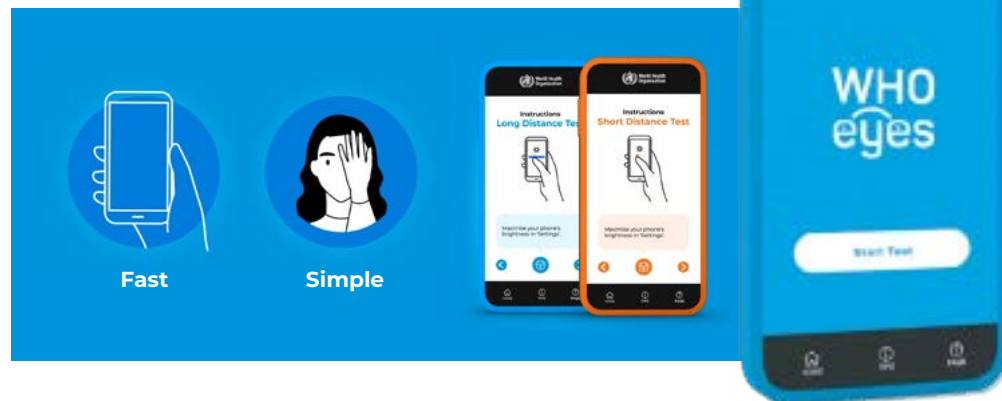 Fast
Simple
World Health
Organization
Instructions
Long Distance Tes
Maximise your phone's
brightness in 'Settings'.
World Health
Organization
Instructions
Short Distance Test
Maximise your phone's
brightness in 'Settings'.
WHO
eyes
Start Test